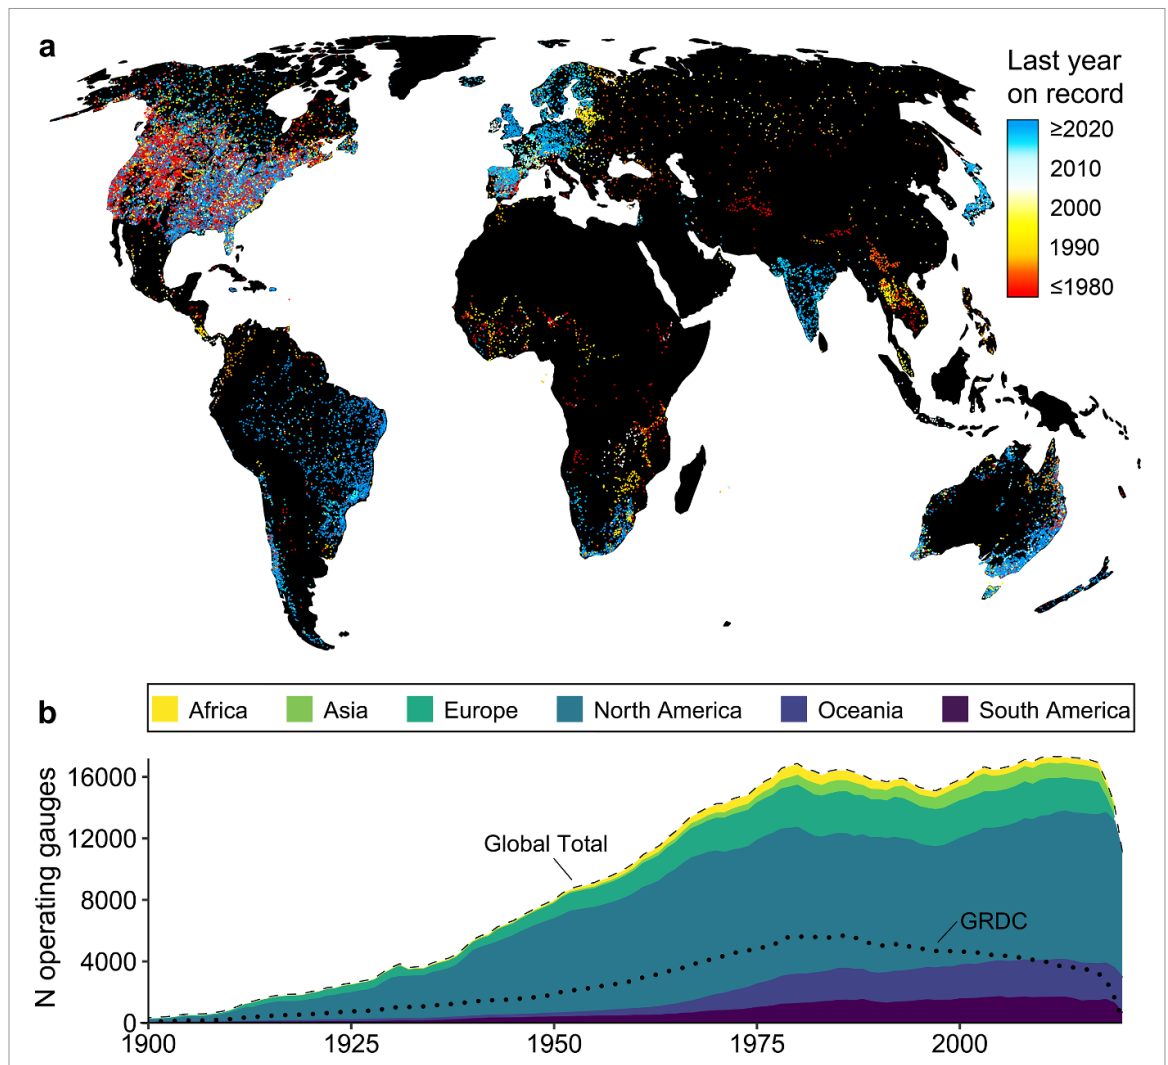 a
Last year
on record
≥2020
2010
2000
1990
≤1980
b
Africa
Asia
Europe
North America
Oceania
South America
N operating gauges
16000
12000
8000
4000
0
Global Total
GRDC
1900
1925
1950
1975
2000